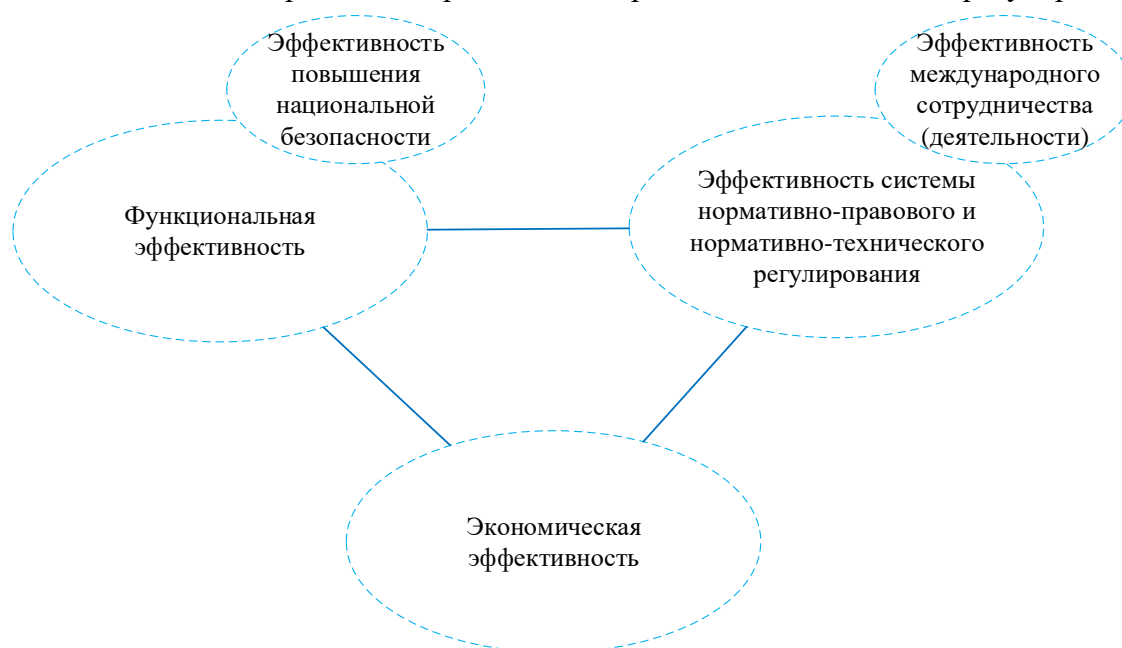 Эффективность
повышения
национальной
безопасности
Эффективность
международного
сотрудничества
(деятельности)
Функциональная
эффективность
Эффективность системы
нормативно-правового и
нормативно-технического
регулирования
Экономическая
эффективность